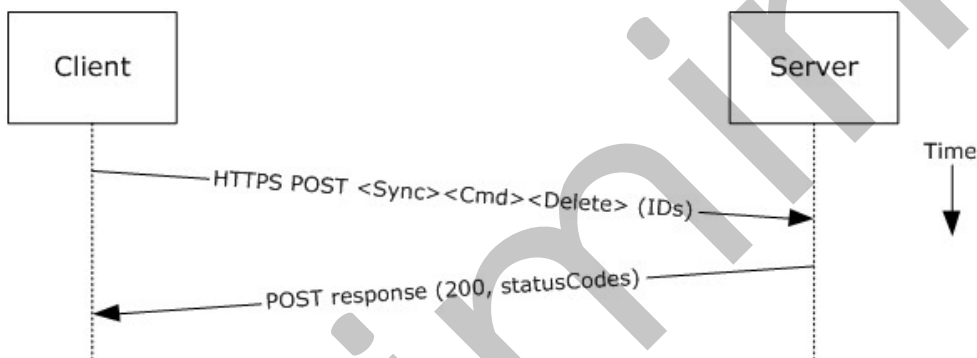 Client
Server
Time
HTTPS POST <Sync><Cmd><Delete> (IDs)
POST response (200, statusCodes)